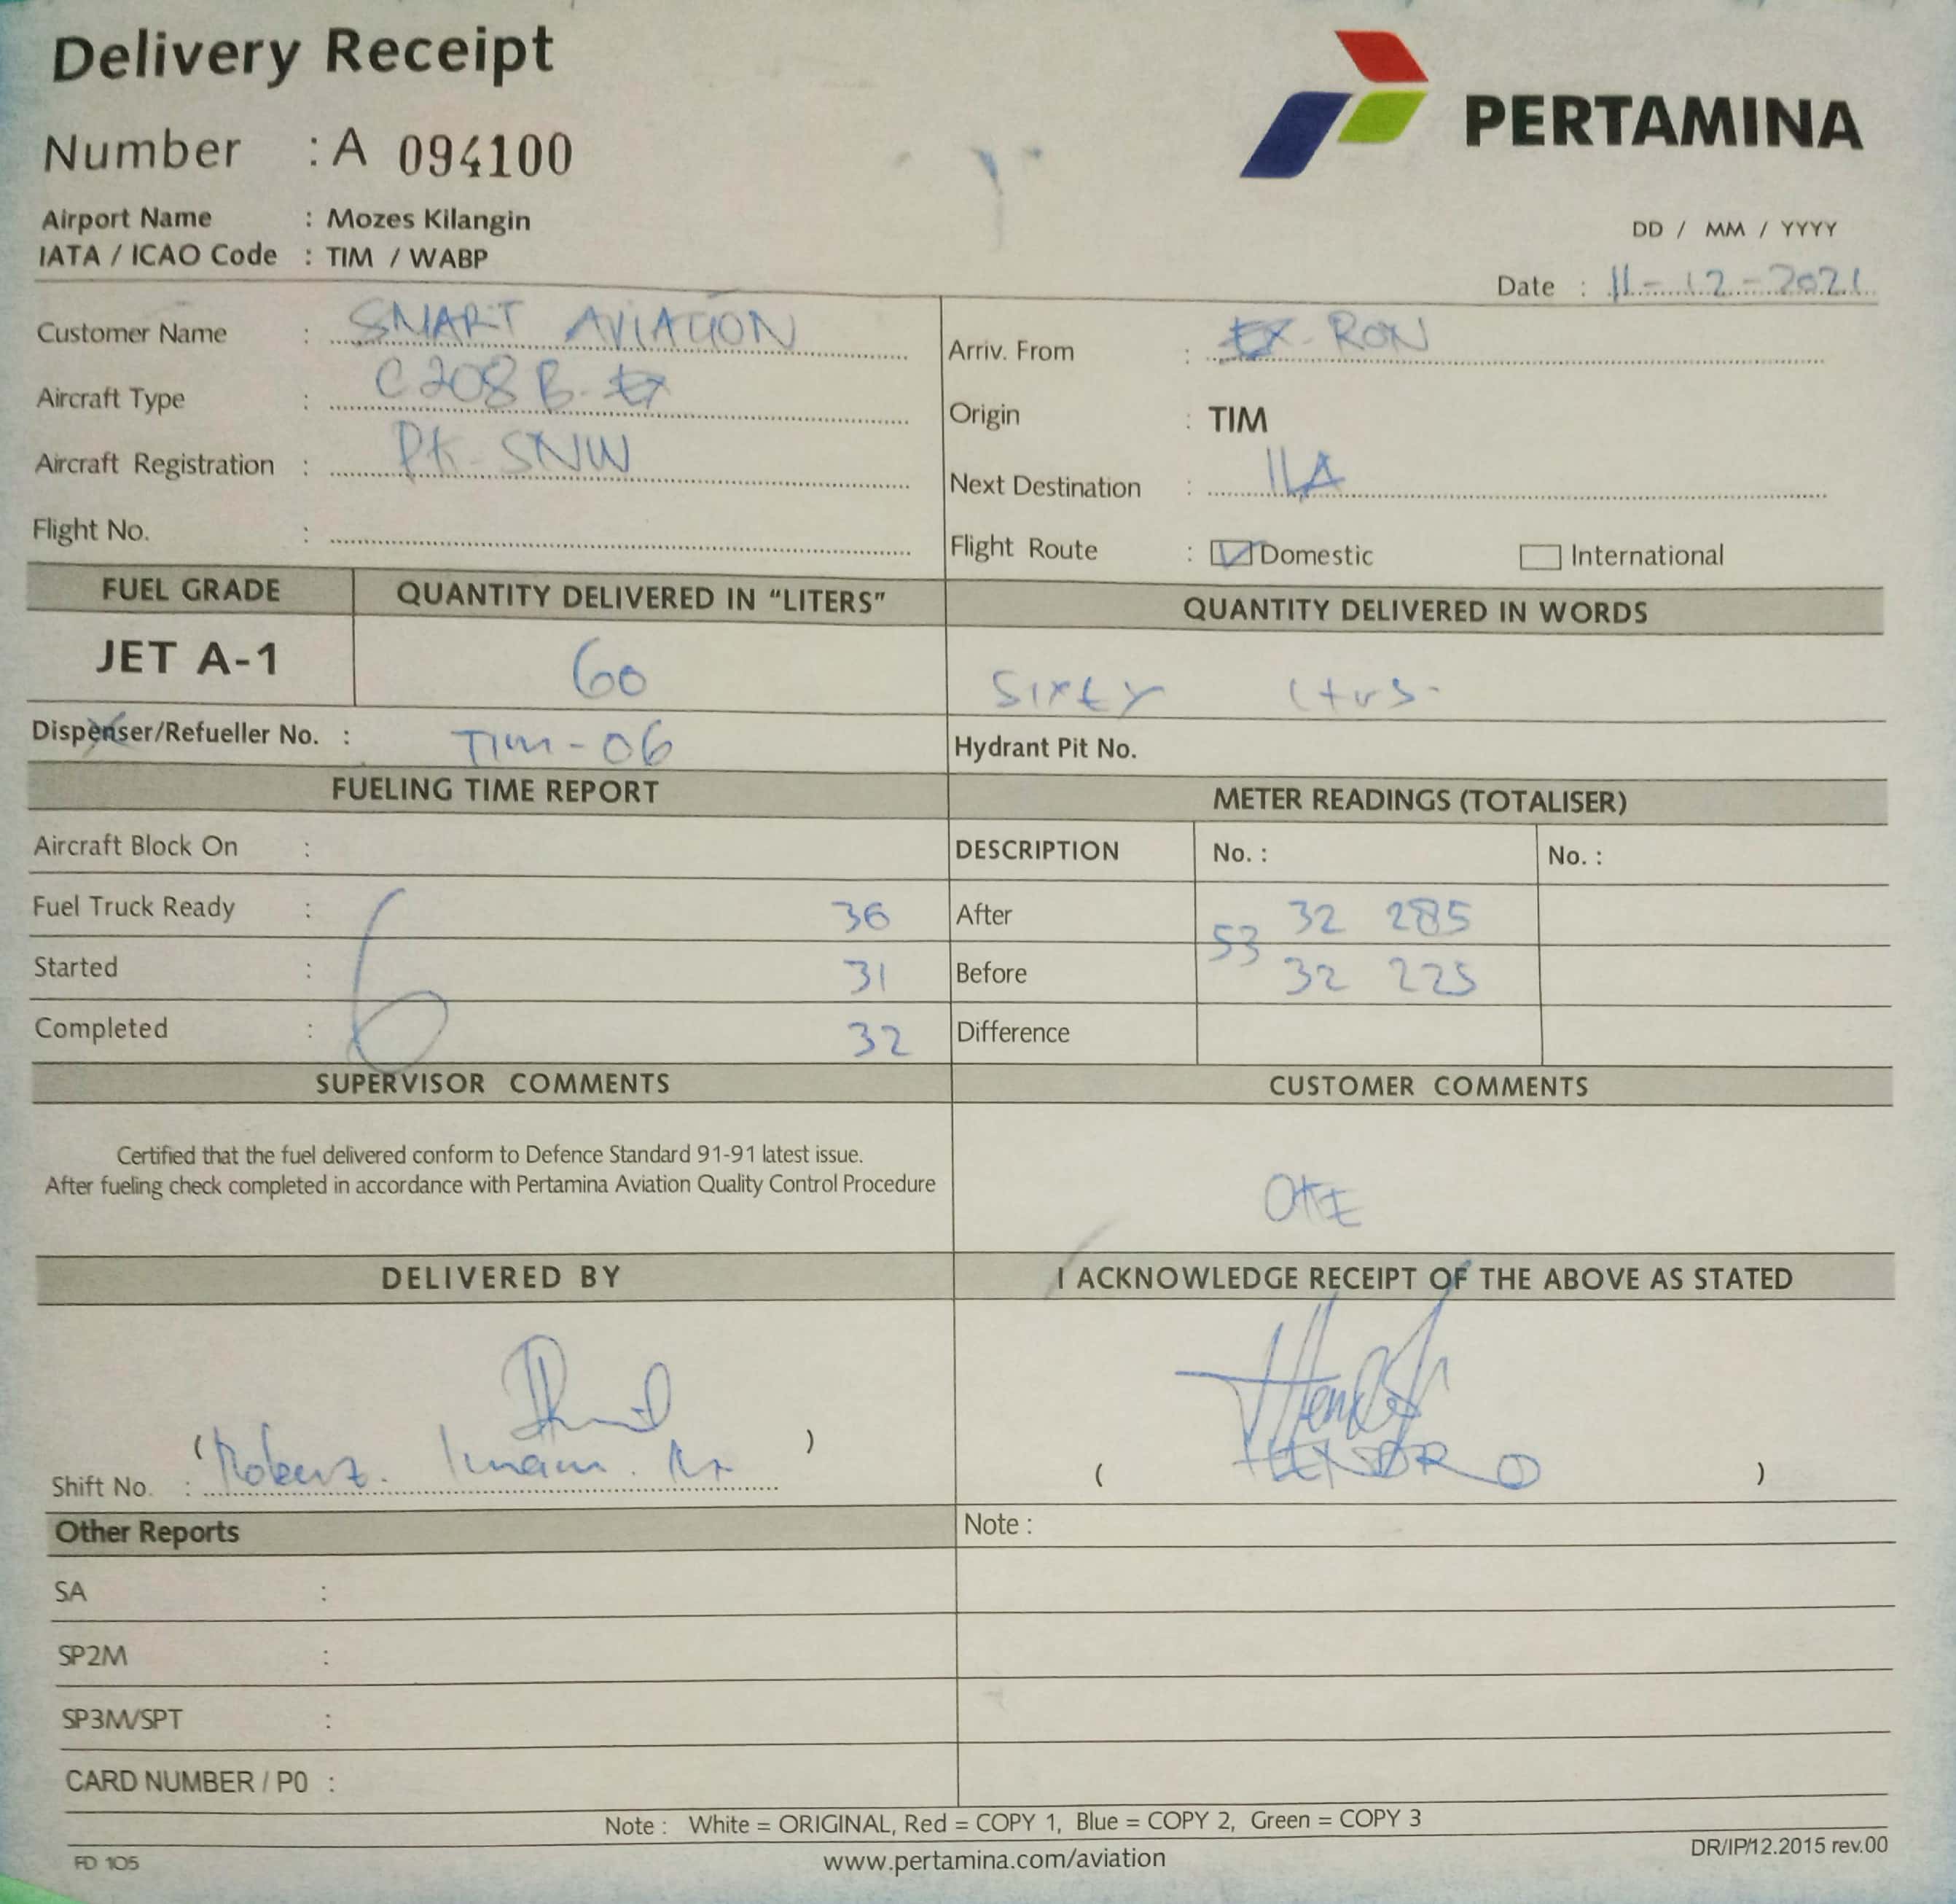 Delivery Receipt
PERTAMINA
Number : A 094100
Airport Name : Mozes Kilangin
IATA / ICAO Code : TIM / WABP
DD / MM / YYYY
Date : 11-12-2021
Customer Name : SMART AVIATION
Aircraft Type : C208B-EX
Aircraft Registration : PK-SNW
Flight No. :
Arriv. From : EX-RON
Origin : TIM
Next Destination : ILA
Flight Route : Domestic International
FUEL GRADE QUANTITY DELIVERED IN "LITERS" QUANTITY DELIVERED IN WORDS
JET A-1 60 Sixty Ltrs.
Dispenser/Refueller No. : TIM-06 Hydrant Pit No.
FUELING TIME REPORT METER READINGS (TOTALISER)
Aircraft Block On : DESCRIPTION No. : No. :
Fuel Truck Ready : 6 36 After 53 32 285
Started : 31 Before 32 225
Completed : 32 Difference
SUPERVISOR COMMENTS CUSTOMER COMMENTS
Certified that the fuel delivered conform to Defence Standard 91-91 latest issue.
After fueling check completed in accordance with Pertamina Aviation Quality Control Procedure
OKE
DELIVERED BY I ACKNOWLEDGE RECEIPT OF THE ABOVE AS STATED
Shift No. : ( Imam. ) ( HENDRO )
Other Reports Note :
SA :
SP2M :
SP3M/SPT :
CARD NUMBER / P0 :
Note : White = ORIGINAL, Red = COPY 1, Blue = COPY 2, Green = COPY 3
FD 105 www.pertamina.com/aviation DR/IP/12.2015 rev.00